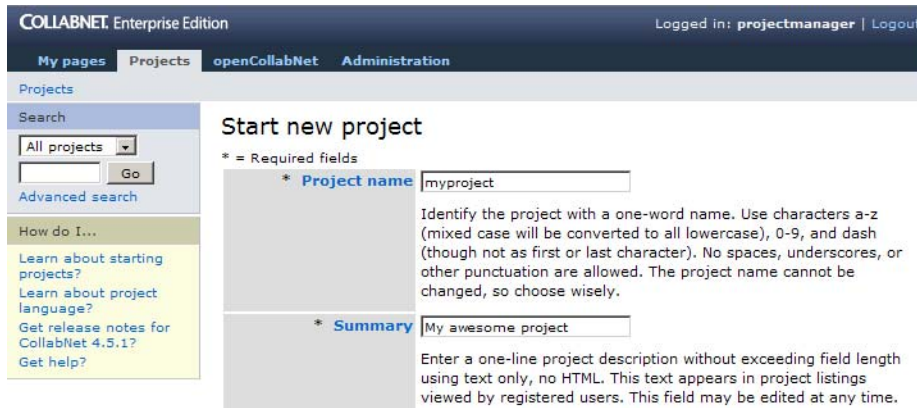 COLLABNET. Enterprise Edition
Logged in: projectmanager | Logout
My pages Projects openCollabNet Administration
Projects
Search
All projects
Go
Advanced search
How do I...
Learn about starting
projects?
Learn about project
language?
Get release notes for
CollabNet 4.5.1?
Get help?
Start new project
* = Required fields
* Project name myproject
Identify the project with a one-word name. Use characters a-z
(mixed case will be converted to all lowercase), 0-9, and dash
(though not as first or last character). No spaces, underscores, or
other punctuation are allowed. The project name cannot be
changed, so choose wisely.
* Summary My awesome project
Enter a one-line project description without exceeding field length
using text only, no HTML. This text appears in project listings
viewed by registered users. This field may be edited at any time.